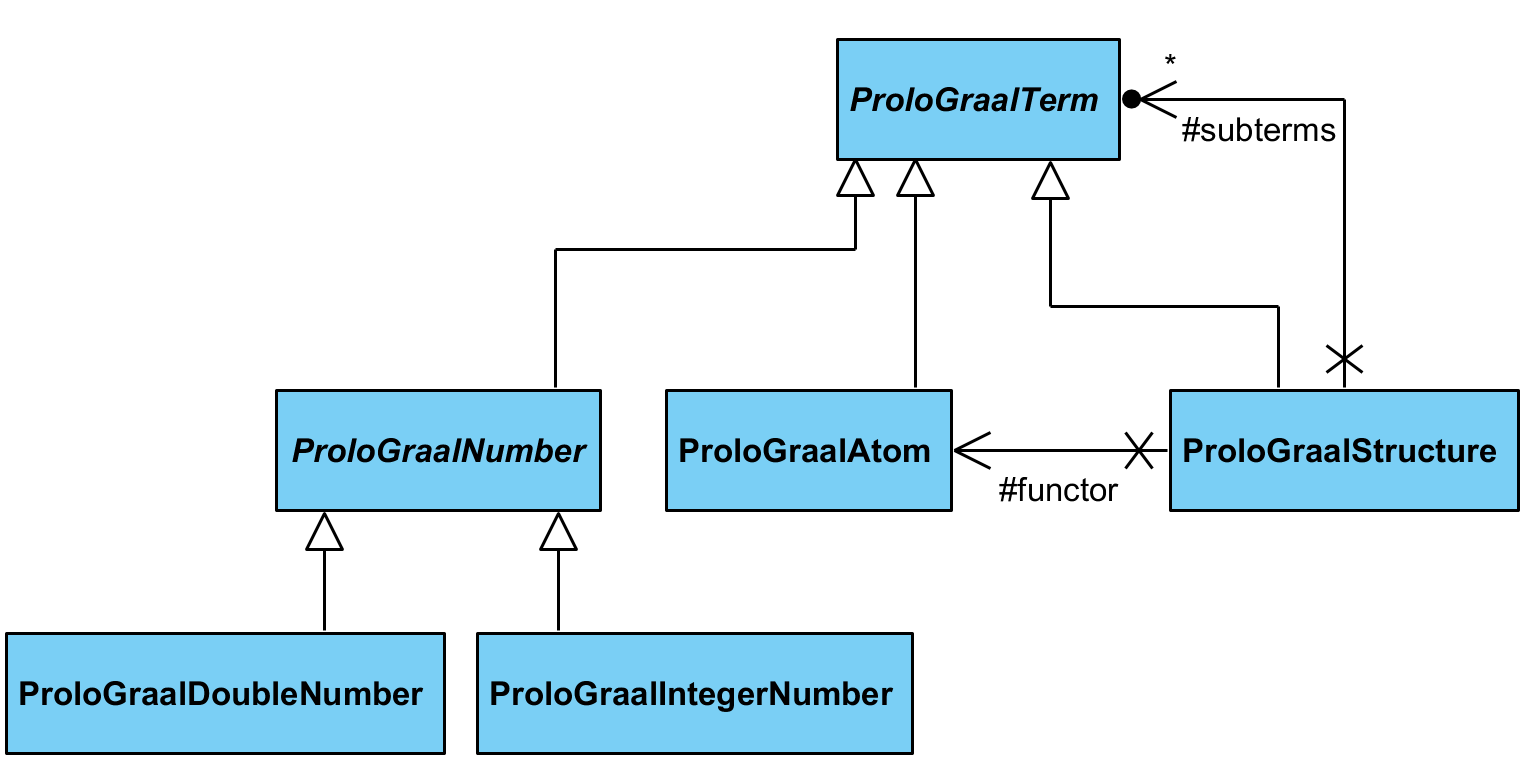 ProloGraalTerm
*
#subterms
ProloGraalNumber
ProloGraalAtom
#functor
ProloGraalStructure
ProloGraalDoubleNumber
ProloGraalIntegerNumber